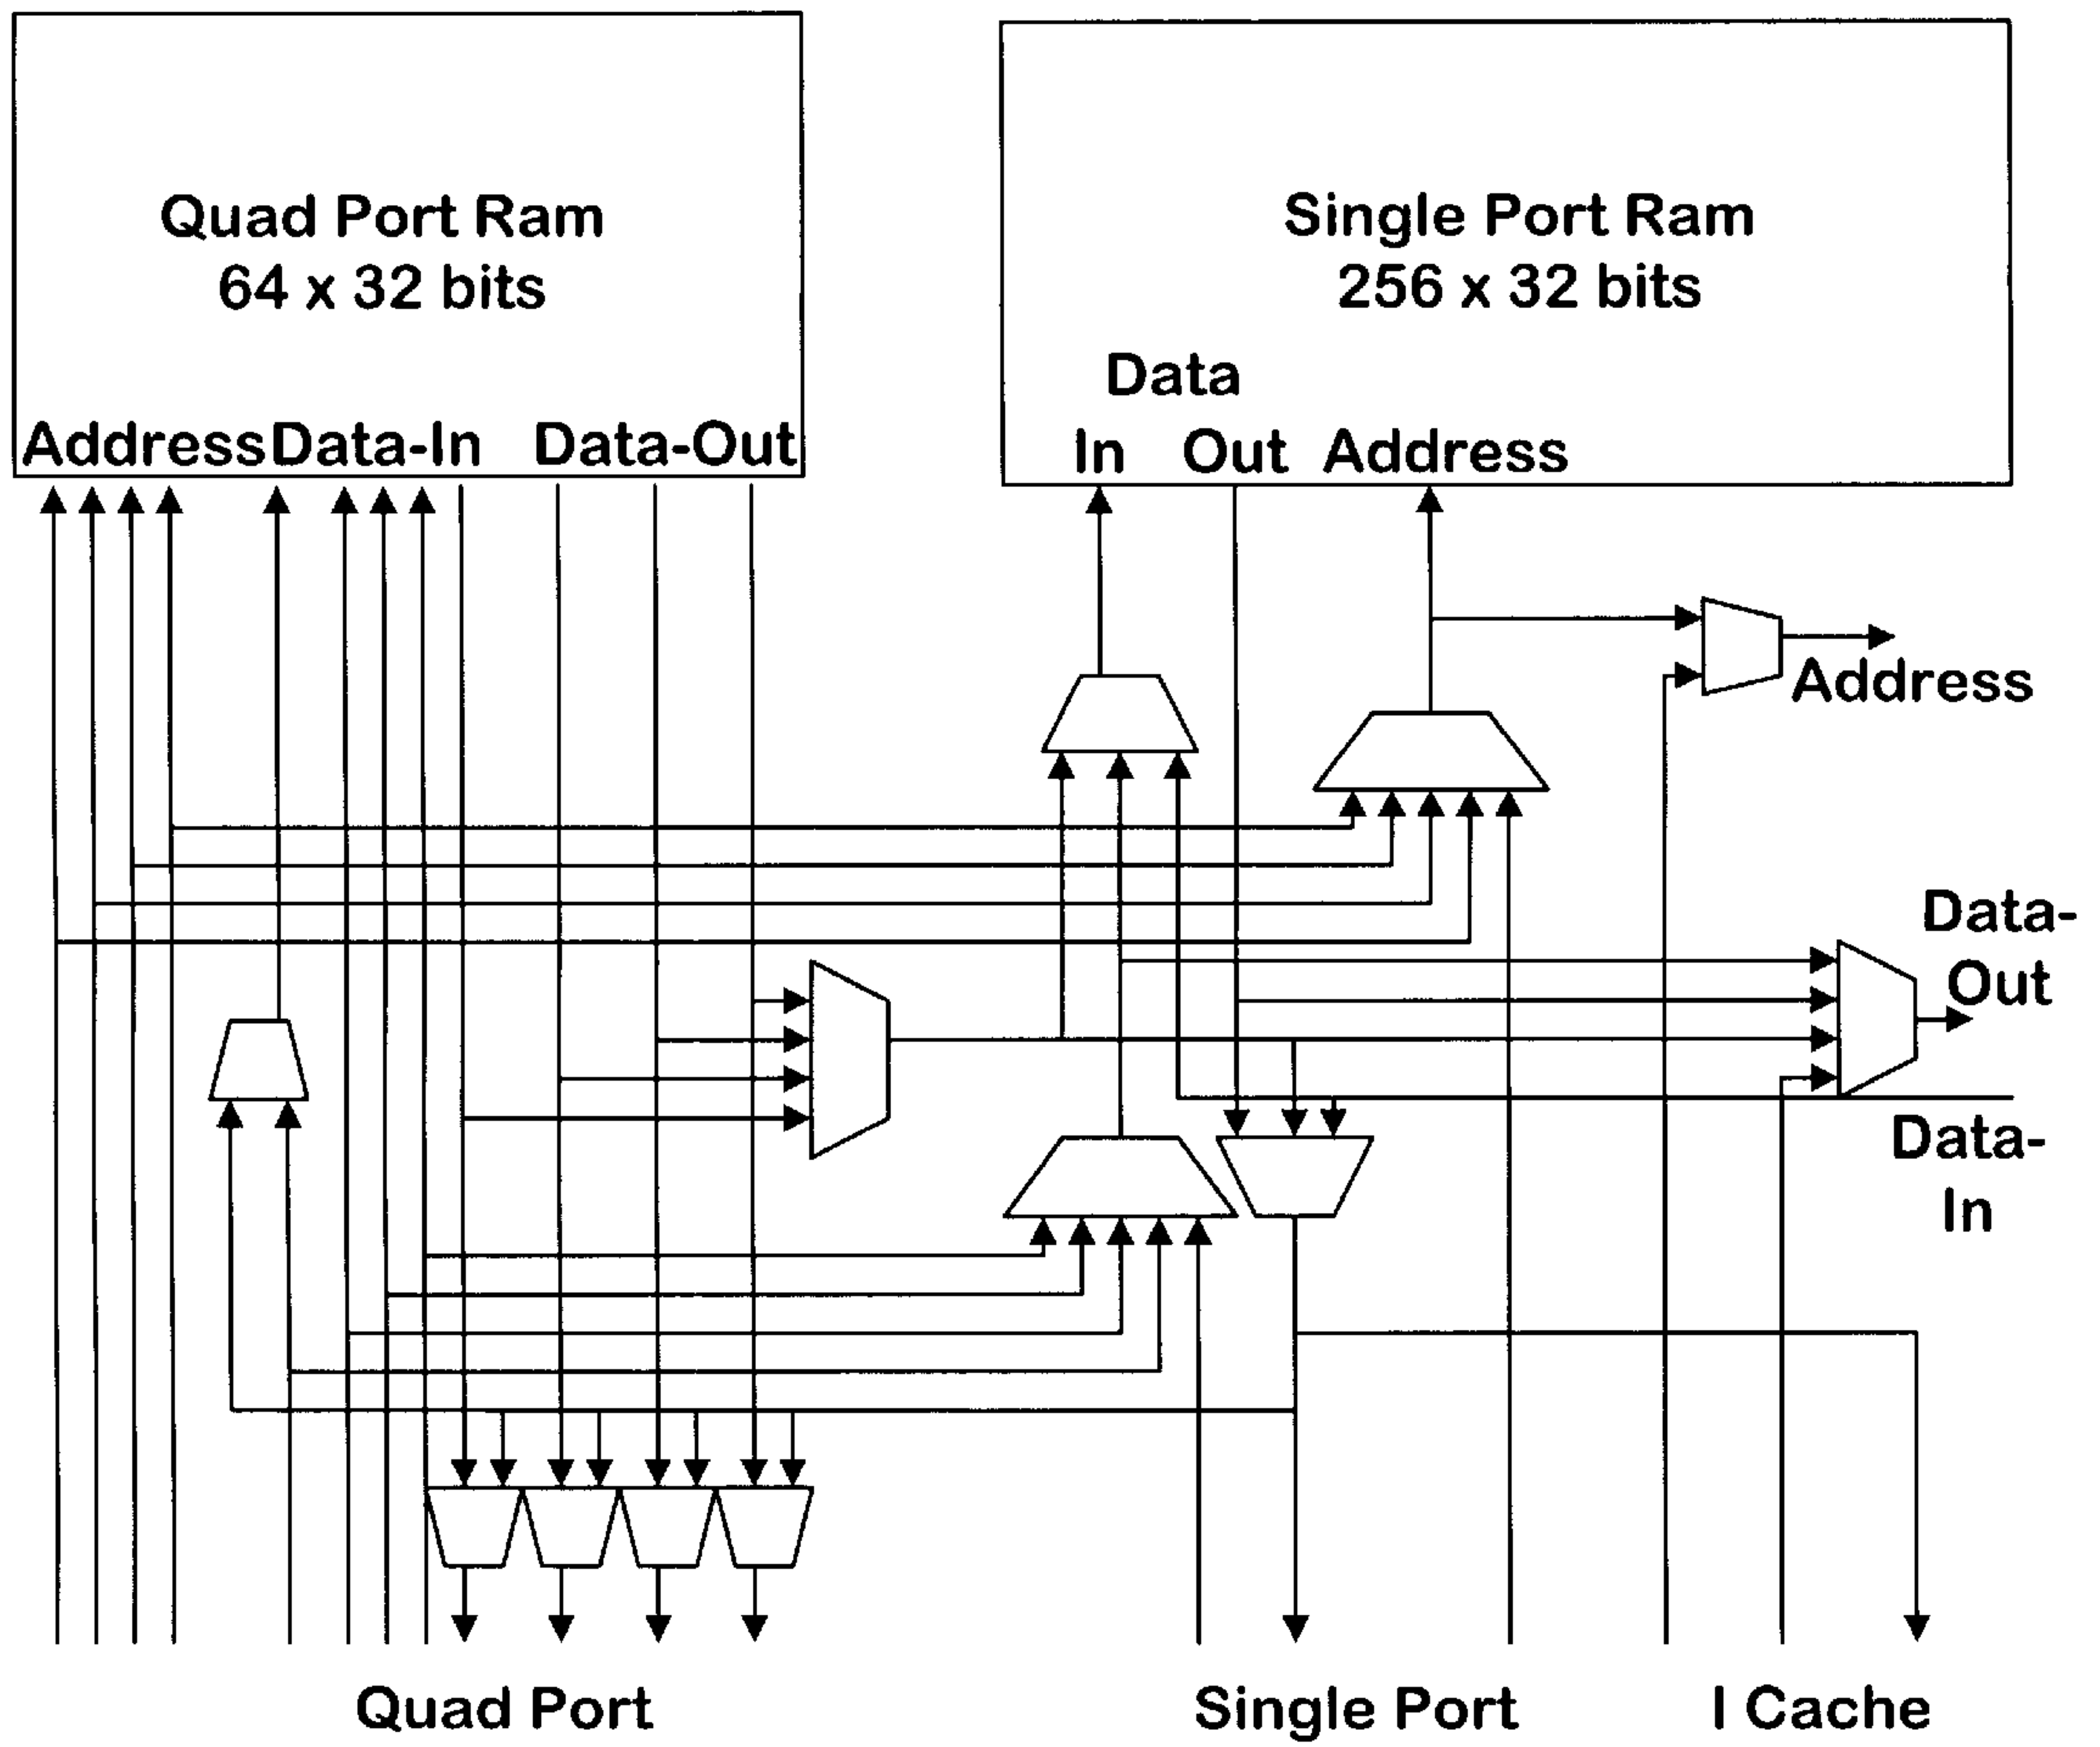 Quad Port Ram
64 x 32 bits
Address Data-In Data-Out
Single Port Ram
256 x 32 bits
Data
In Out Address
Address
Data-
Out
Data-
In
Quad Port
Single Port
I Cache